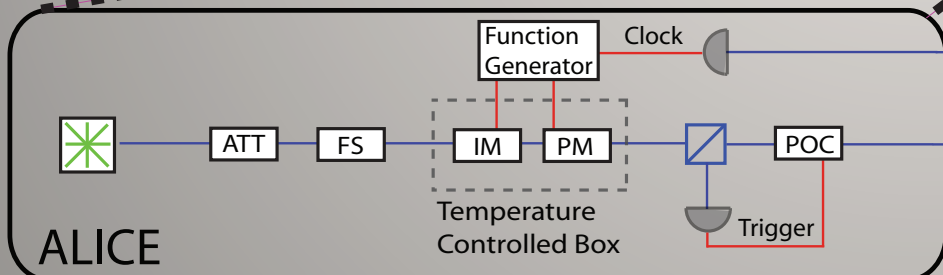 Function
Generator
Clock
ATT
FS
IM
PM
POC
Temperature
Controlled Box
Trigger
ALICE